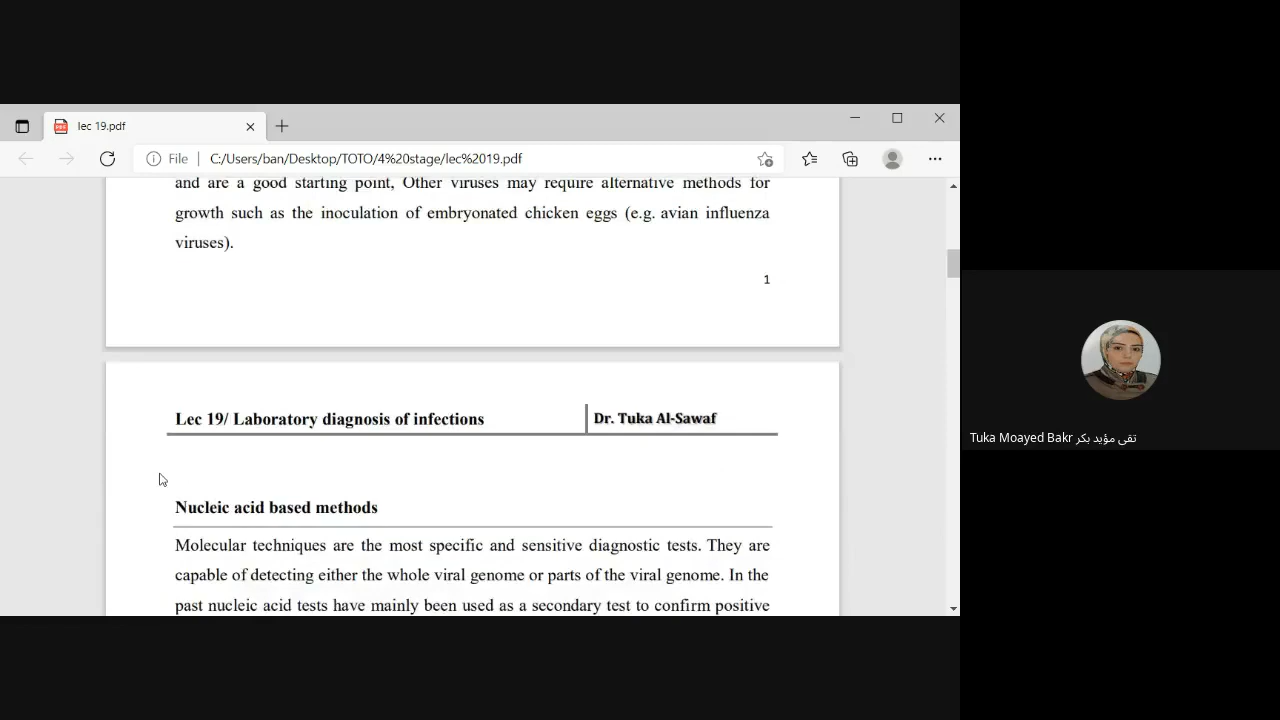 lec 19.pdf
File
C:/Users/ban/Desktop/TOTO/4%20stage/lec%2019.pdf
and are a good starting point, Other viruses may require alternative methods for
growth such as the inoculation of embryonated chicken eggs (e.g. avian influenza
viruses).
1
Lec 19/ Laboratory diagnosis of infections
Dr. Tuka Al-Sawaf
Nucleic acid based methods
Molecular techniques are the most specific and sensitive diagnostic tests. They are
capable of detecting either the whole viral genome or parts of the viral genome. In the
past nucleic acid tests have mainly been used as a secondary test to confirm positive
Tuka Moayed Bakr تقى مؤيد بكر